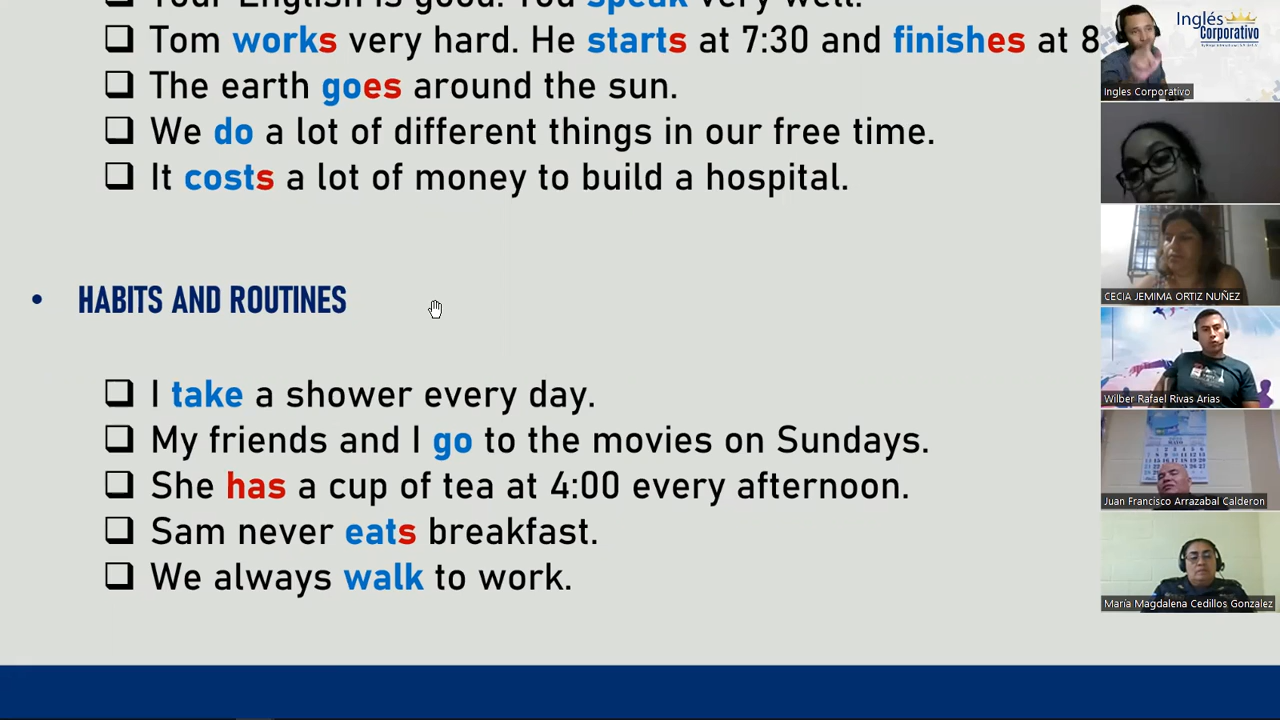 Your English is good. You speak very well.
❑ Tom works very hard. He starts at 7:30 and finishes at 8
❑ The earth goes around the sun.
❑ We do a lot of different things in our free time.
❑ It costs a lot of money to build a hospital.
• HABITS AND ROUTINES
❑ I take a shower every day.
❑ My friends and I go to the movies on Sundays.
❑ She has a cup of tea at 4:00 every afternoon.
❑ Sam never eats breakfast.
❑ We always walk to work.
Inglés
Corporativo
Ingles Corporativo
CECIA JEMIMA ORTIZ NUÑEZ
Wilber Rafael Rivas Arias
Juan Francisco Arrazabal Calderon
María Magdalena Cedillos Gonzalez